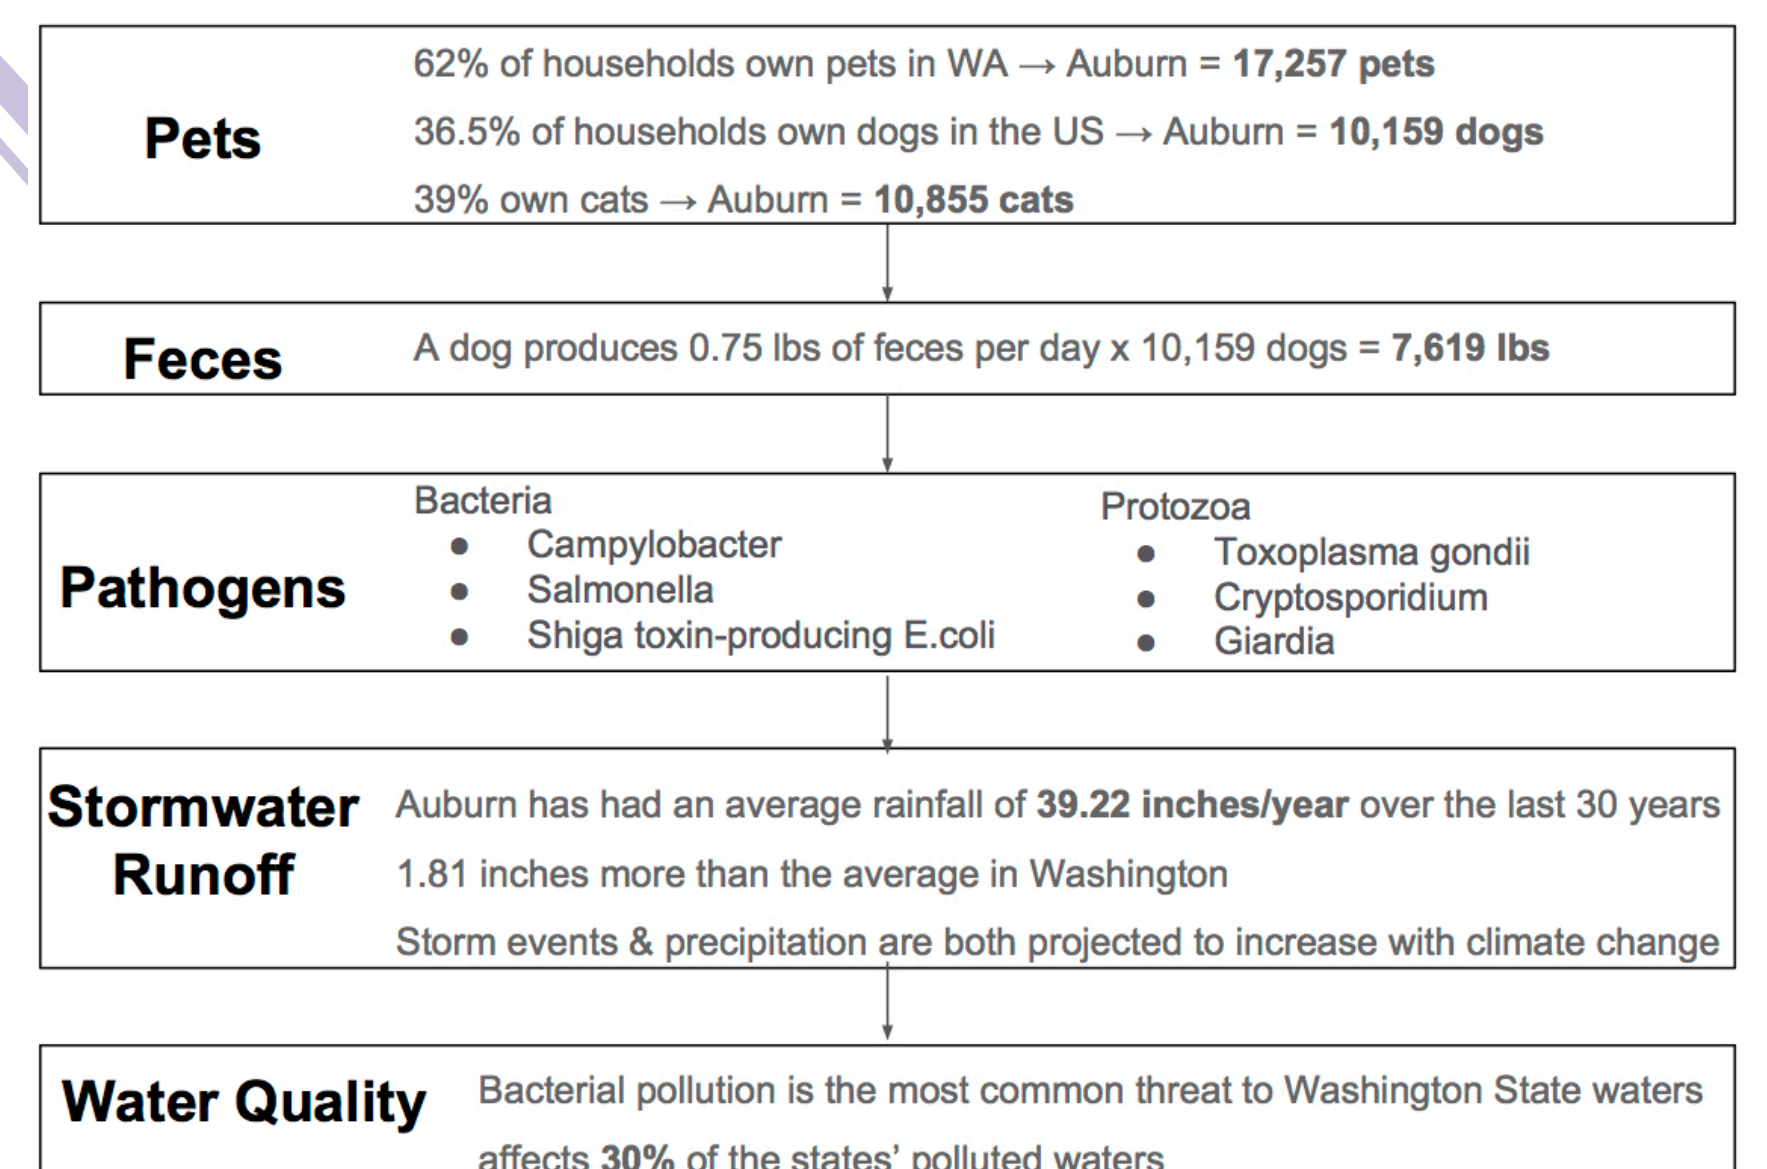 Pets
62% of households own pets in WA → Auburn = 17,257 pets
36.5% of households own dogs in the US → Auburn = 10,159 dogs
39% own cats → Auburn = 10,855 cats
Feces
A dog produces 0.75 lbs of feces per day x 10,159 dogs = 7,619 lbs
Pathogens
Bacteria
● Campylobacter
● Salmonella
● Shiga toxin-producing E.coli
Protozoa
● Toxoplasma gondii
● Cryptosporidium
● Giardia
Stormwater
Runoff
Auburn has had an average rainfall of 39.22 inches/year over the last 30 years
1.81 inches more than the average in Washington
Storm events & precipitation are both projected to increase with climate change
Water Quality
Bacterial pollution is the most common threat to Washington State waters
affects 30% of the states’ polluted waters